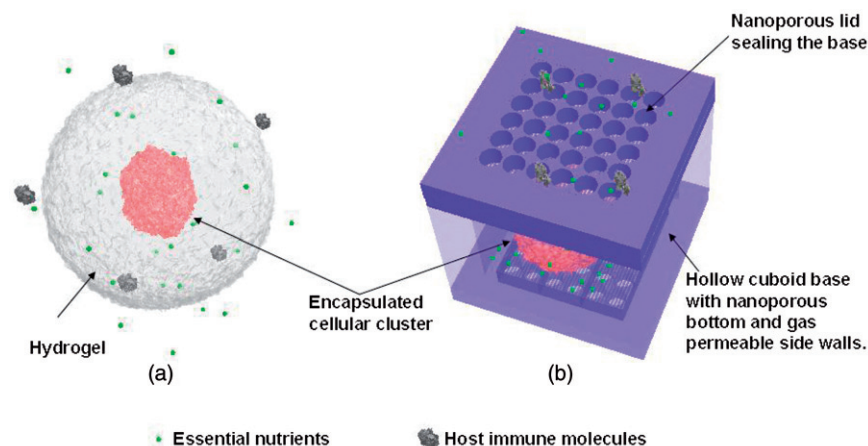 Nanoporous lid
sealing the base
Encapsulated
cellular cluster
Hydrogel
Hollow cuboid base
with nanoporous
bottom and gas
permeable side walls.
(a)
(b)
Essential nutrients
Host immune molecules